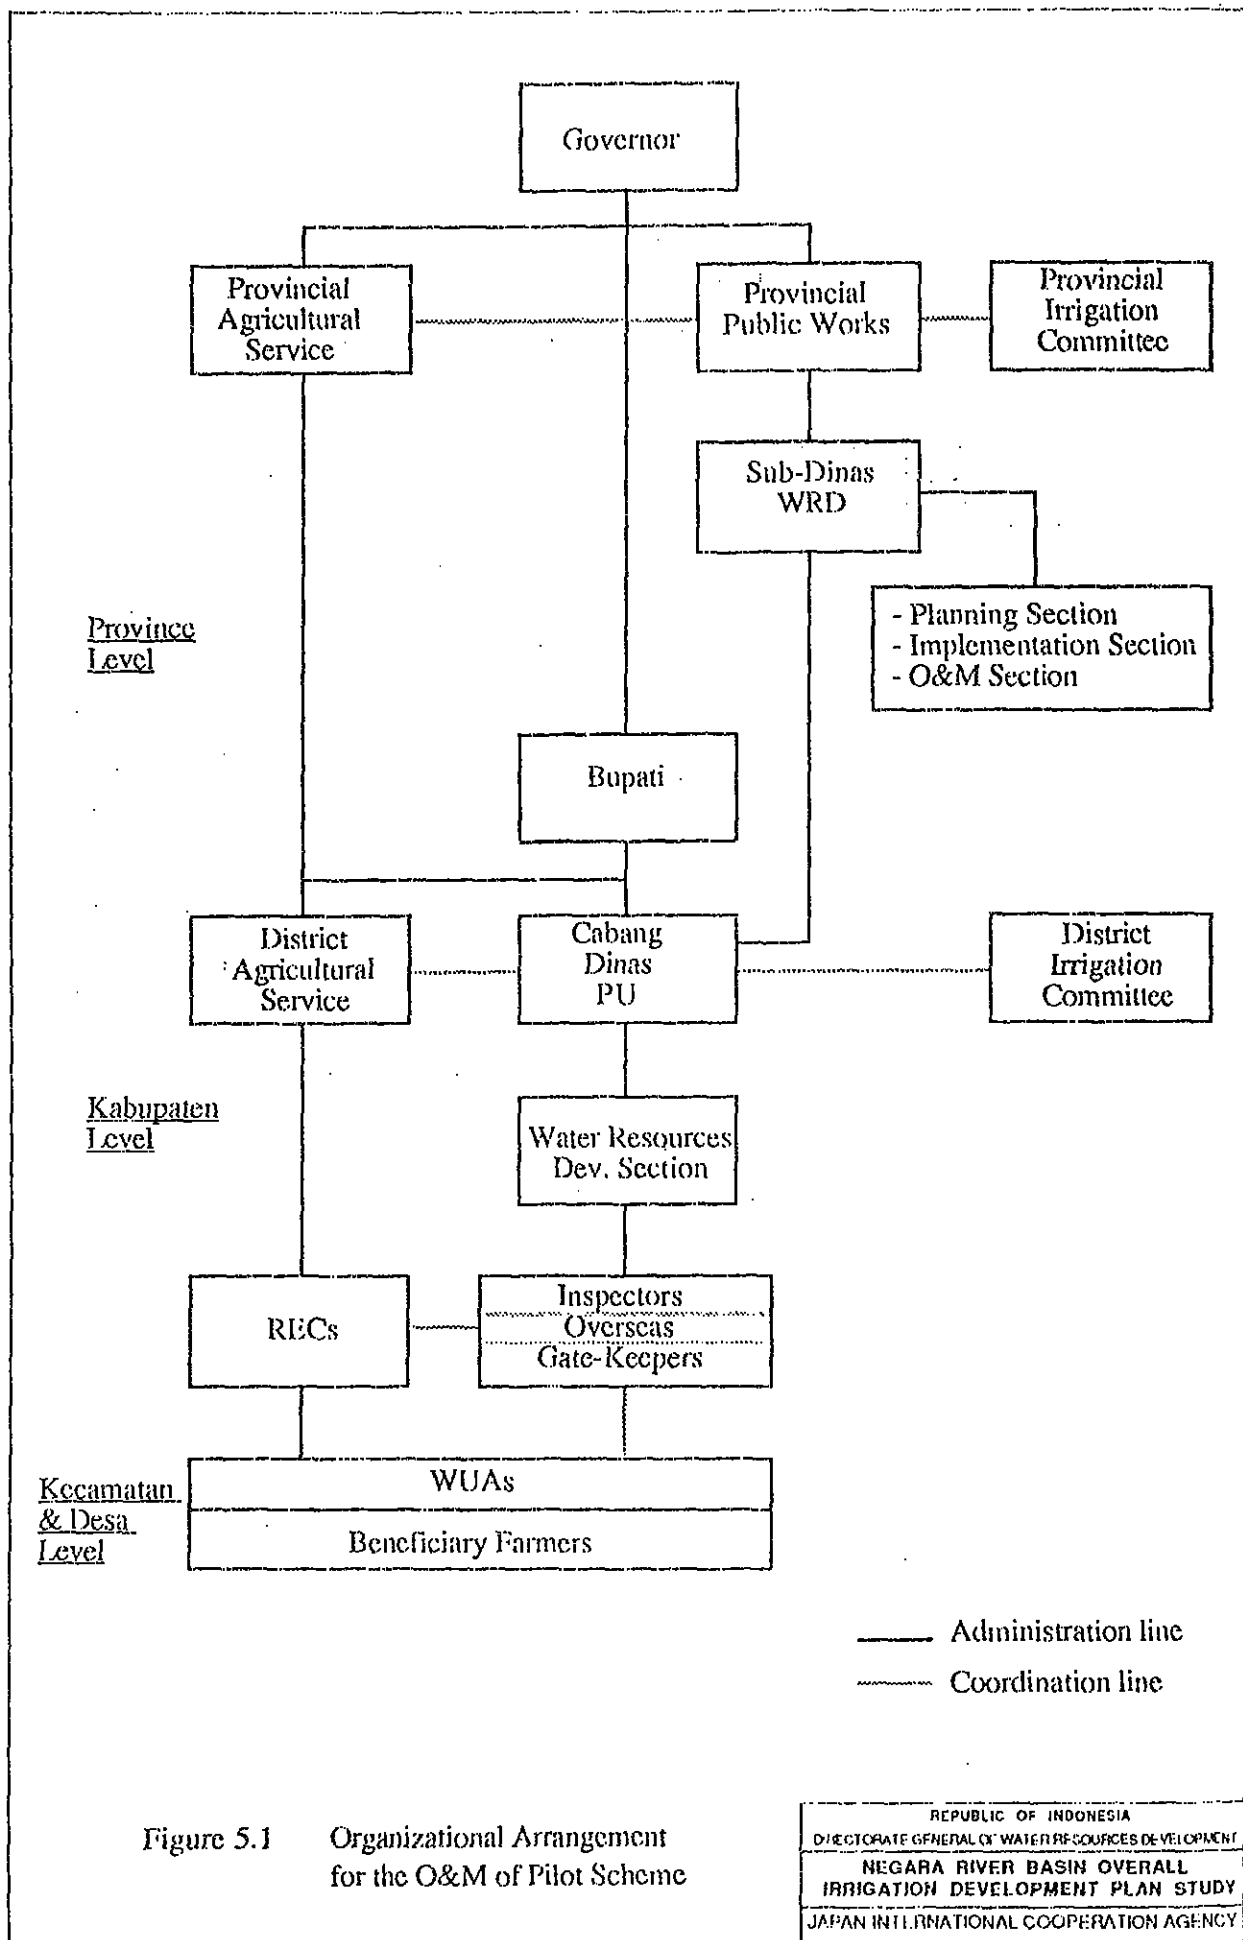 Governor
Provincial
Agricultural
Service
Provincial
Public Works
Provincial
Irrigation
Committee
Sub-Dinas
WRD
- Planning Section
- Implementation Section
- O&M Section
Province
Level
Bupati
District
Agricultural
Service
Cabang
Dinas
PU
District
Irrigation
Committee
Kabupaten
Level
Water Resources
Dev. Section
RECs
Inspectors
Overseas
Gate-Keepers
Kecamatan
& Desa
Level
WUAs
Beneficiary Farmers
Administration line
Coordination line
Figure 5.1 Organizational Arrangement
for the O&M of Pilot Scheme
REPUBLIC OF INDONESIA
DIRECTORATE GENERAL OF WATER RESOURCES DEVELOPMENT
NEGARA RIVER BASIN OVERALL
IRRIGATION DEVELOPMENT PLAN STUDY
JAPAN INTERNATIONAL COOPERATION AGENCY